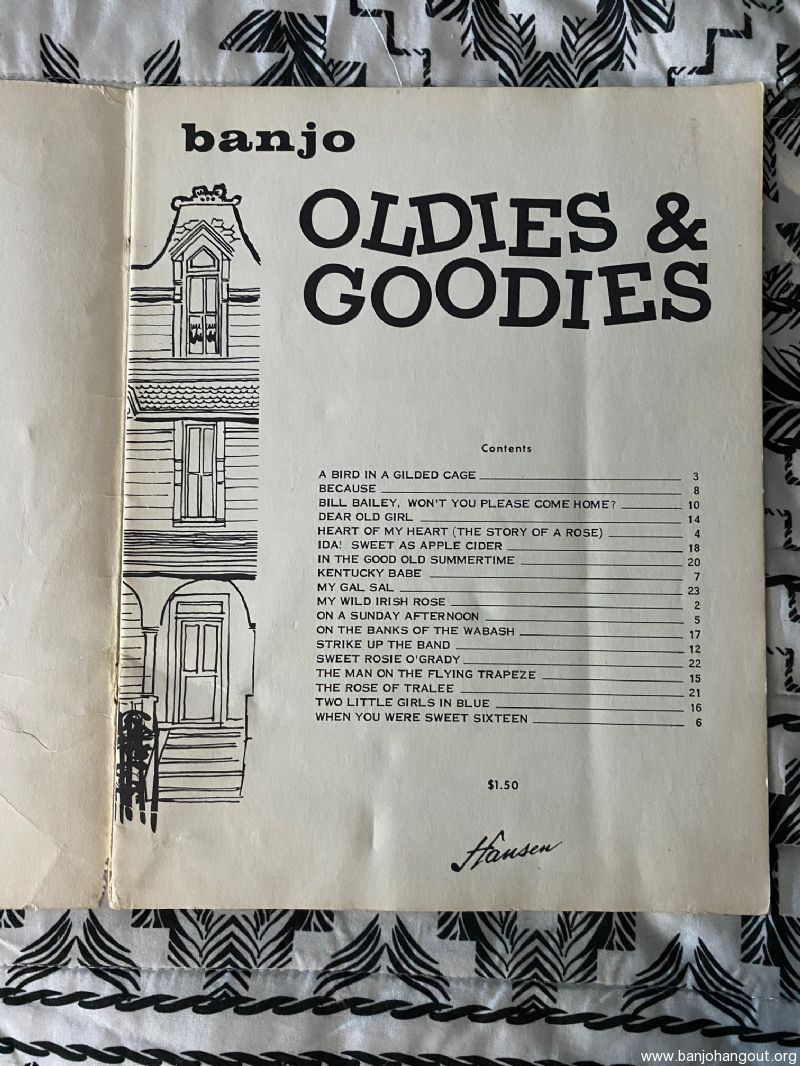 banjo
OLDIES &
GOODIES
Contents
A BIRD IN A GILDED CAGE 3
BECAUSE 8
BILL BAILEY, WON'T YOU PLEASE COME HOME? 10
DEAR OLD GIRL 14
HEART OF MY HEART (THE STORY OF A ROSE) 4
IDA! SWEET AS APPLE CIDER 18
IN THE GOOD OLD SUMMERTIME 20
KENTUCKY BABE 7
MY GAL SAL 23
MY WILD IRISH ROSE 2
ON A SUNDAY AFTERNOON 5
ON THE BANKS OF THE WABASH 17
STRIKE UP THE BAND 12
SWEET ROSIE O'GRADY 22
THE MAN ON THE FLYING TRAPEZE 15
THE ROSE OF TRALEE 21
TWO LITTLE GIRLS IN BLUE 16
WHEN YOU WERE SWEET SIXTEEN 6
$1.50
Hansen
www.banjohangout.org